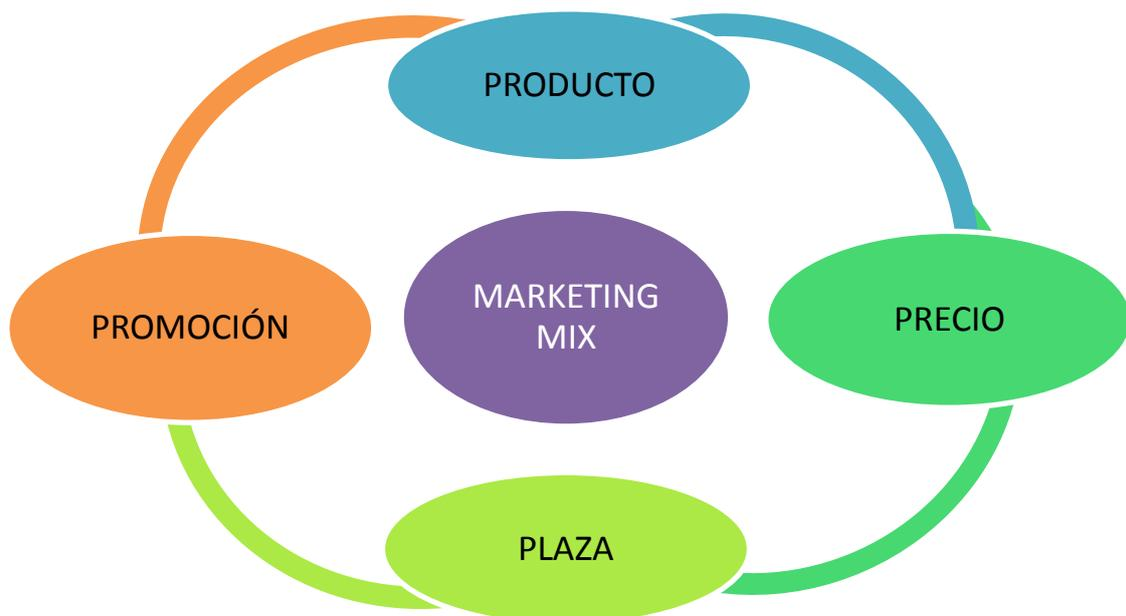 PRODUCTO
PROMOCIÓN
MARKETING
MIX
PRECIO
PLAZA